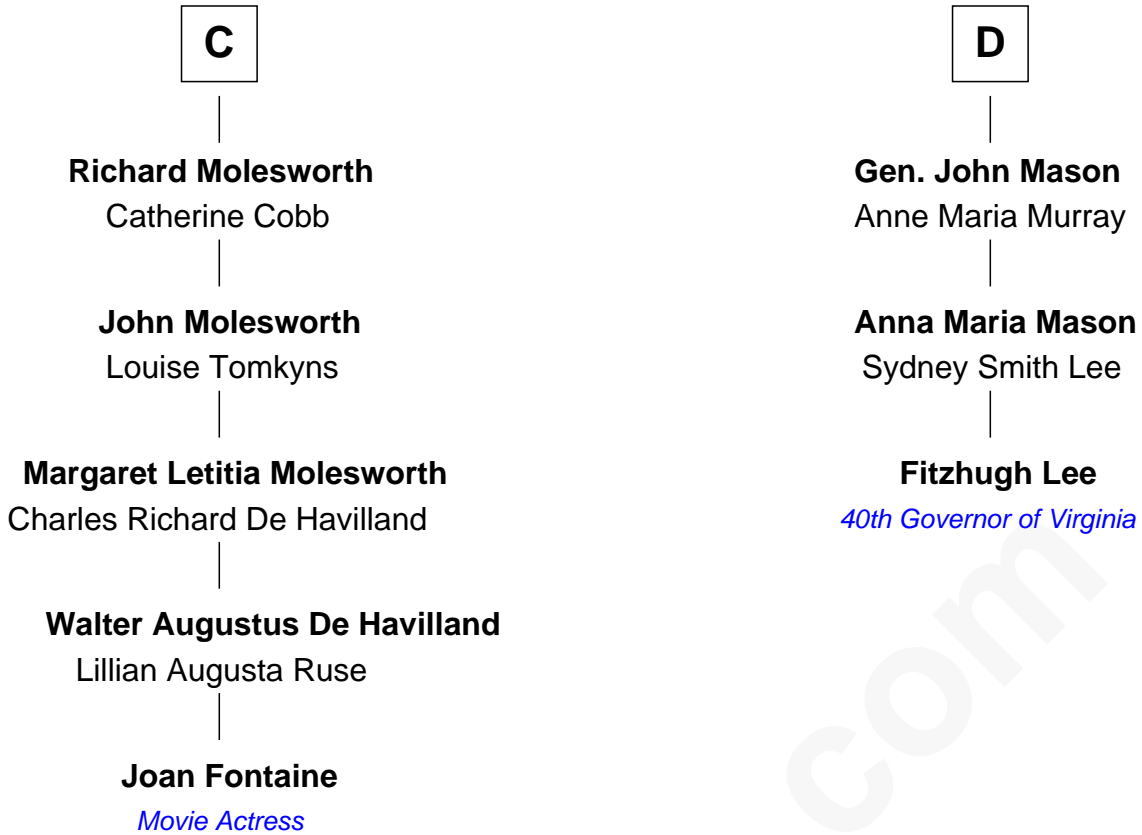 C
Richard Molesworth
Catherine Cobb
John Molesworth
Louise Tomkyns
Margaret Letitia Molesworth
Charles Richard De Havilland
Walter Augustus De Havilland
Lillian Augusta Ruse
Joan Fontaine
Movie Actress
D
Gen. John Mason
Anne Maria Murray
Anna Maria Mason
Sydney Smith Lee
Fitzhugh Lee
40th Governor of Virginia
com